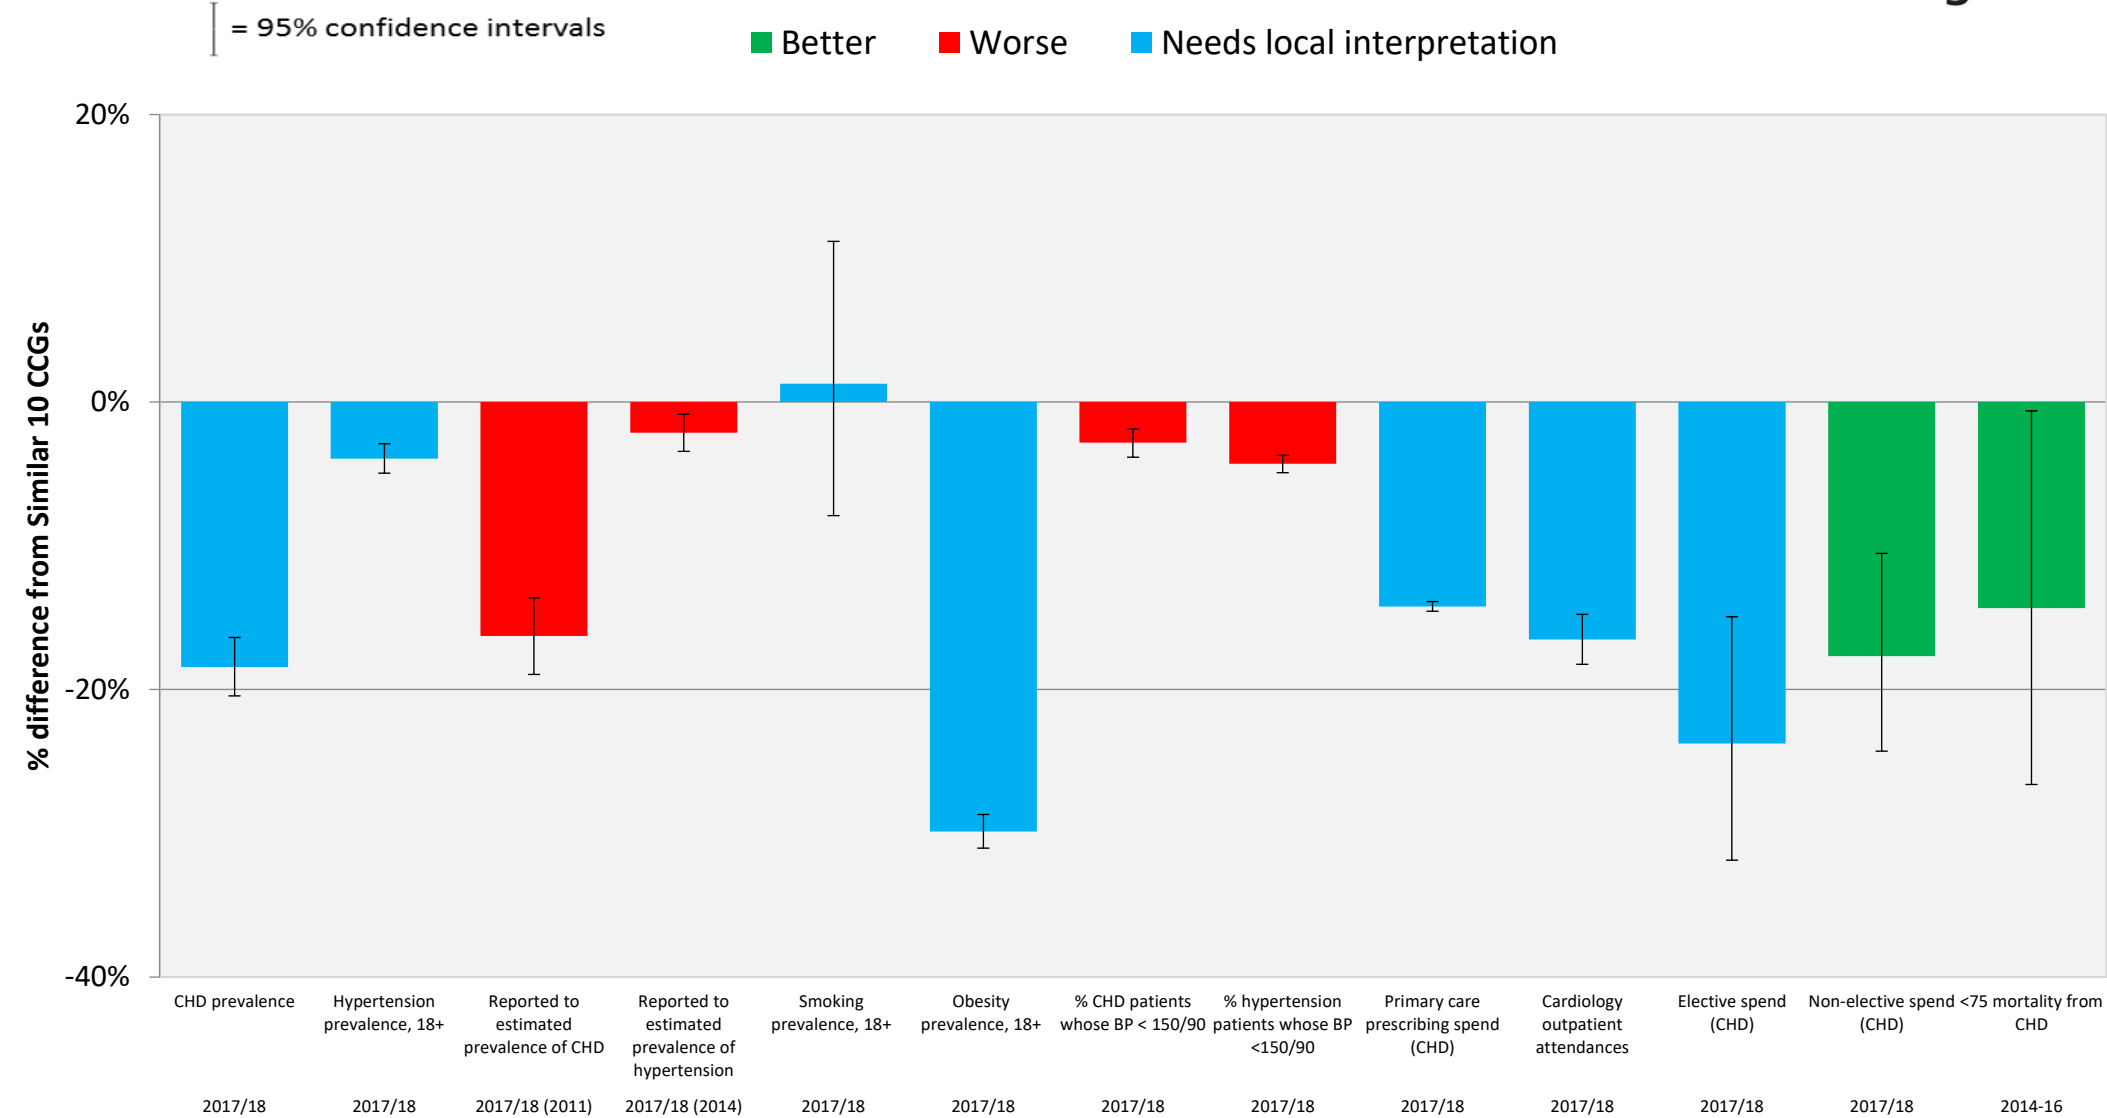 = 95% confidence intervals
Better
Worse
Needs local interpretation
20%
0%
-20%
-40%
% difference from Similar 10 CCGs
CHD prevalence
2017/18
Hypertension
prevalence, 18+
2017/18
Reported to
estimated
prevalence of CHD
2017/18 (2011)
Reported to
estimated
prevalence of
hypertension
2017/18 (2014)
Smoking
prevalence, 18+
2017/18
Obesity
prevalence, 18+
2017/18
% CHD patients
whose BP < 150/90
2017/18
% hypertension
patients whose BP
<150/90
2017/18
Primary care
prescribing spend
(CHD)
2017/18
Cardiology
outpatient
attendances
2017/18
Elective spend
(CHD)
2017/18
Non-elective spend
(CHD)
2017/18
<75 mortality from
CHD
2014-16